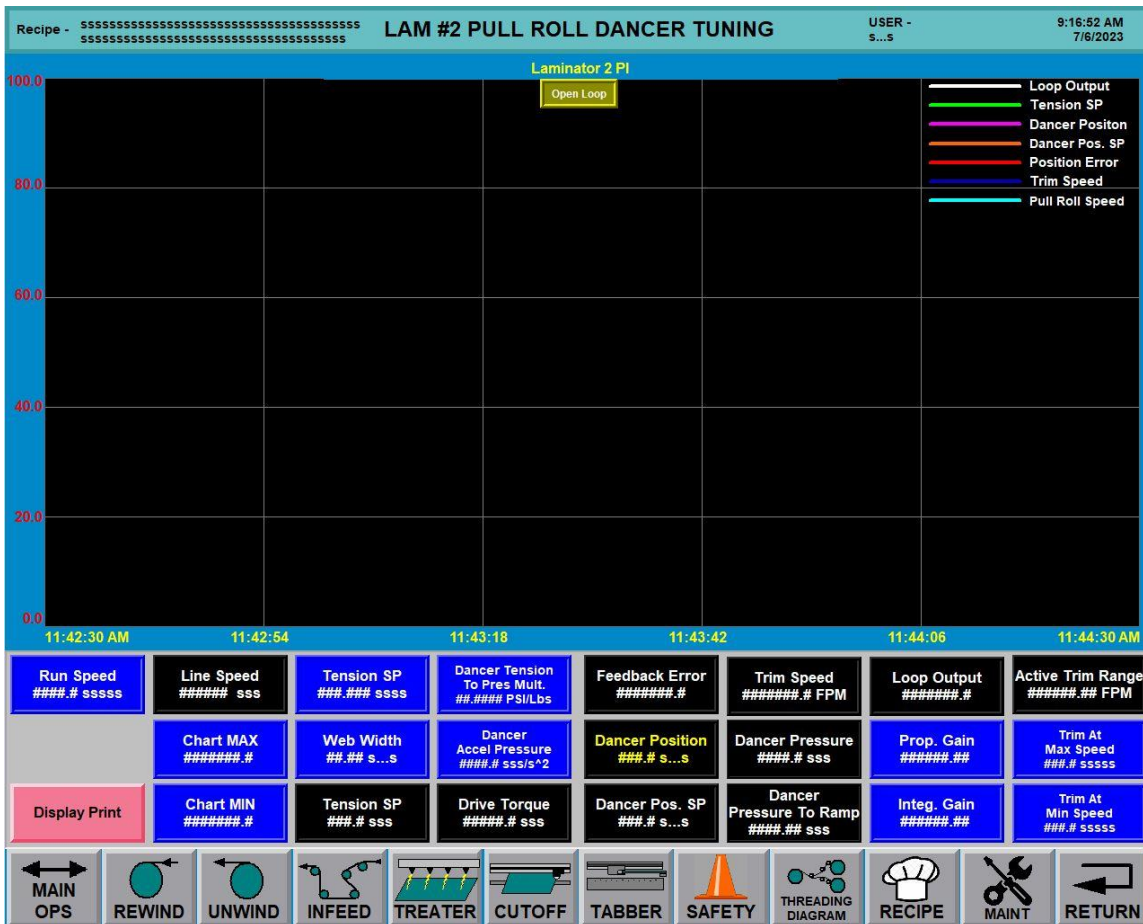 Recipe - ssssssssssssssssssssssssssssssssssssssss
ssssssssssssssssssssssssssssssssssssss
LAM #2 PULL ROLL DANCER TUNING
USER -
s...s
9:16:52 AM
7/6/2023
Laminator 2 PI
Open Loop
100.0
80.0
60.0
40.0
20.0
0.0
Loop Output
Tension SP
Dancer Positon
Dancer Pos. SP
Position Error
Trim Speed
Pull Roll Speed
11:42:30 AM 11:42:54 11:43:18 11:43:42 11:44:06 11:44:30 AM
Run Speed
####.# sssss
Line Speed
###### sss
Tension SP
###.### ssss
Dancer Tension
To Pres Mult.
##.#### PSI/Lbs
Feedback Error
#######.#
Trim Speed
#######.# FPM
Loop Output
#######.#
Active Trim Range
######.## FPM
Chart MAX
#######.#
Web Width
##.## s...s
Dancer
Accel Pressure
####.# sss/s^2
Dancer Position
###.# s...s
Dancer Pressure
####.# sss
Prop. Gain
######.##
Trim At
Max Speed
###.# sssss
Display Print
Chart MIN
#######.#
Tension SP
###.# sss
Drive Torque
#####.# sss
Dancer Pos. SP
###.# s...s
Dancer
Pressure To Ramp
####.## sss
Integ. Gain
######.##
Trim At
Min Speed
###.# sssss
MAIN
OPS
REWIND
UNWIND
INFEED
TREATER
CUTOFF
TABBER
SAFETY
THREADING
DIAGRAM
RECIPE
MAINT
RETURN